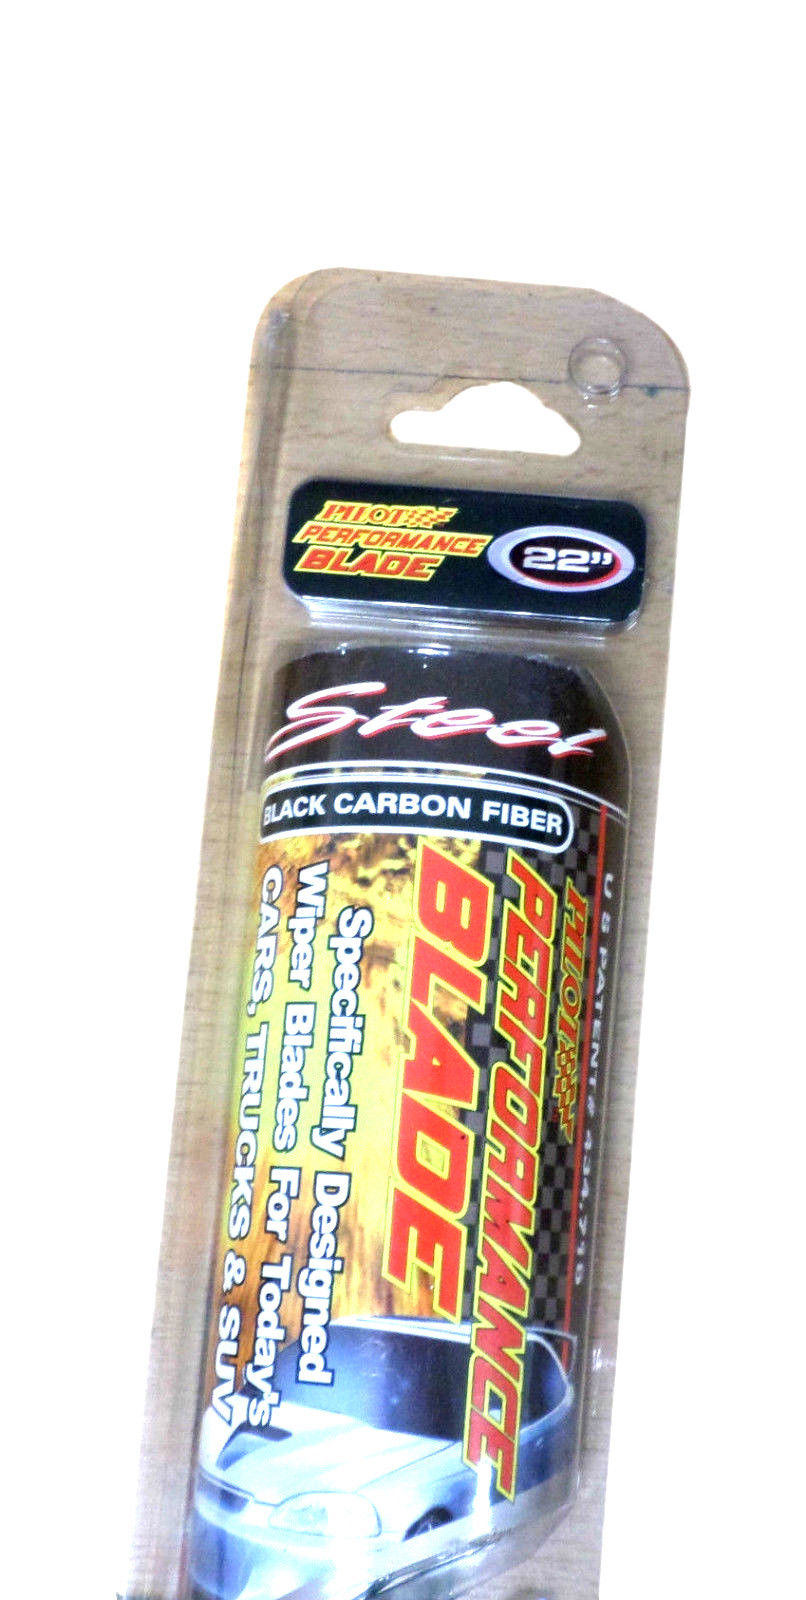 PILOT
PERFORMANCE
BLADE
22"
Steel
BLACK CARBON FIBER
PILOT
PERFORMANCE
BLADE
Specifically Designed
Wiper Blades For Today's
CARS, TRUCKS & SUV
U S PATENT